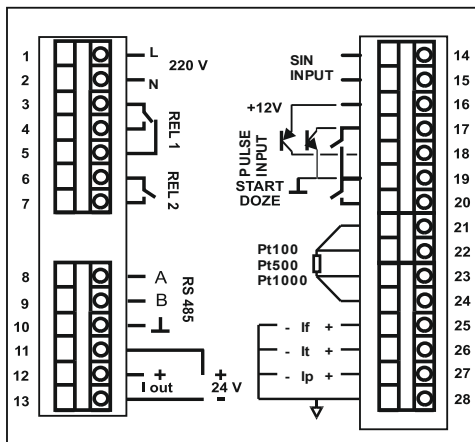 1 L
220 V
2 N
3
4 REL 1
5
6
7 REL 2
8 A
RS 485
9 B
10
11
12 + I out
+ 24 V -
13
SIN INPUT 14
15
+12V 16
17
PULSE INPUT 18
START DOZE 19
20
21
Pt100 22
Pt500
Pt1000 23
24
- If + 25
- It + 26
- Ip + 27
28